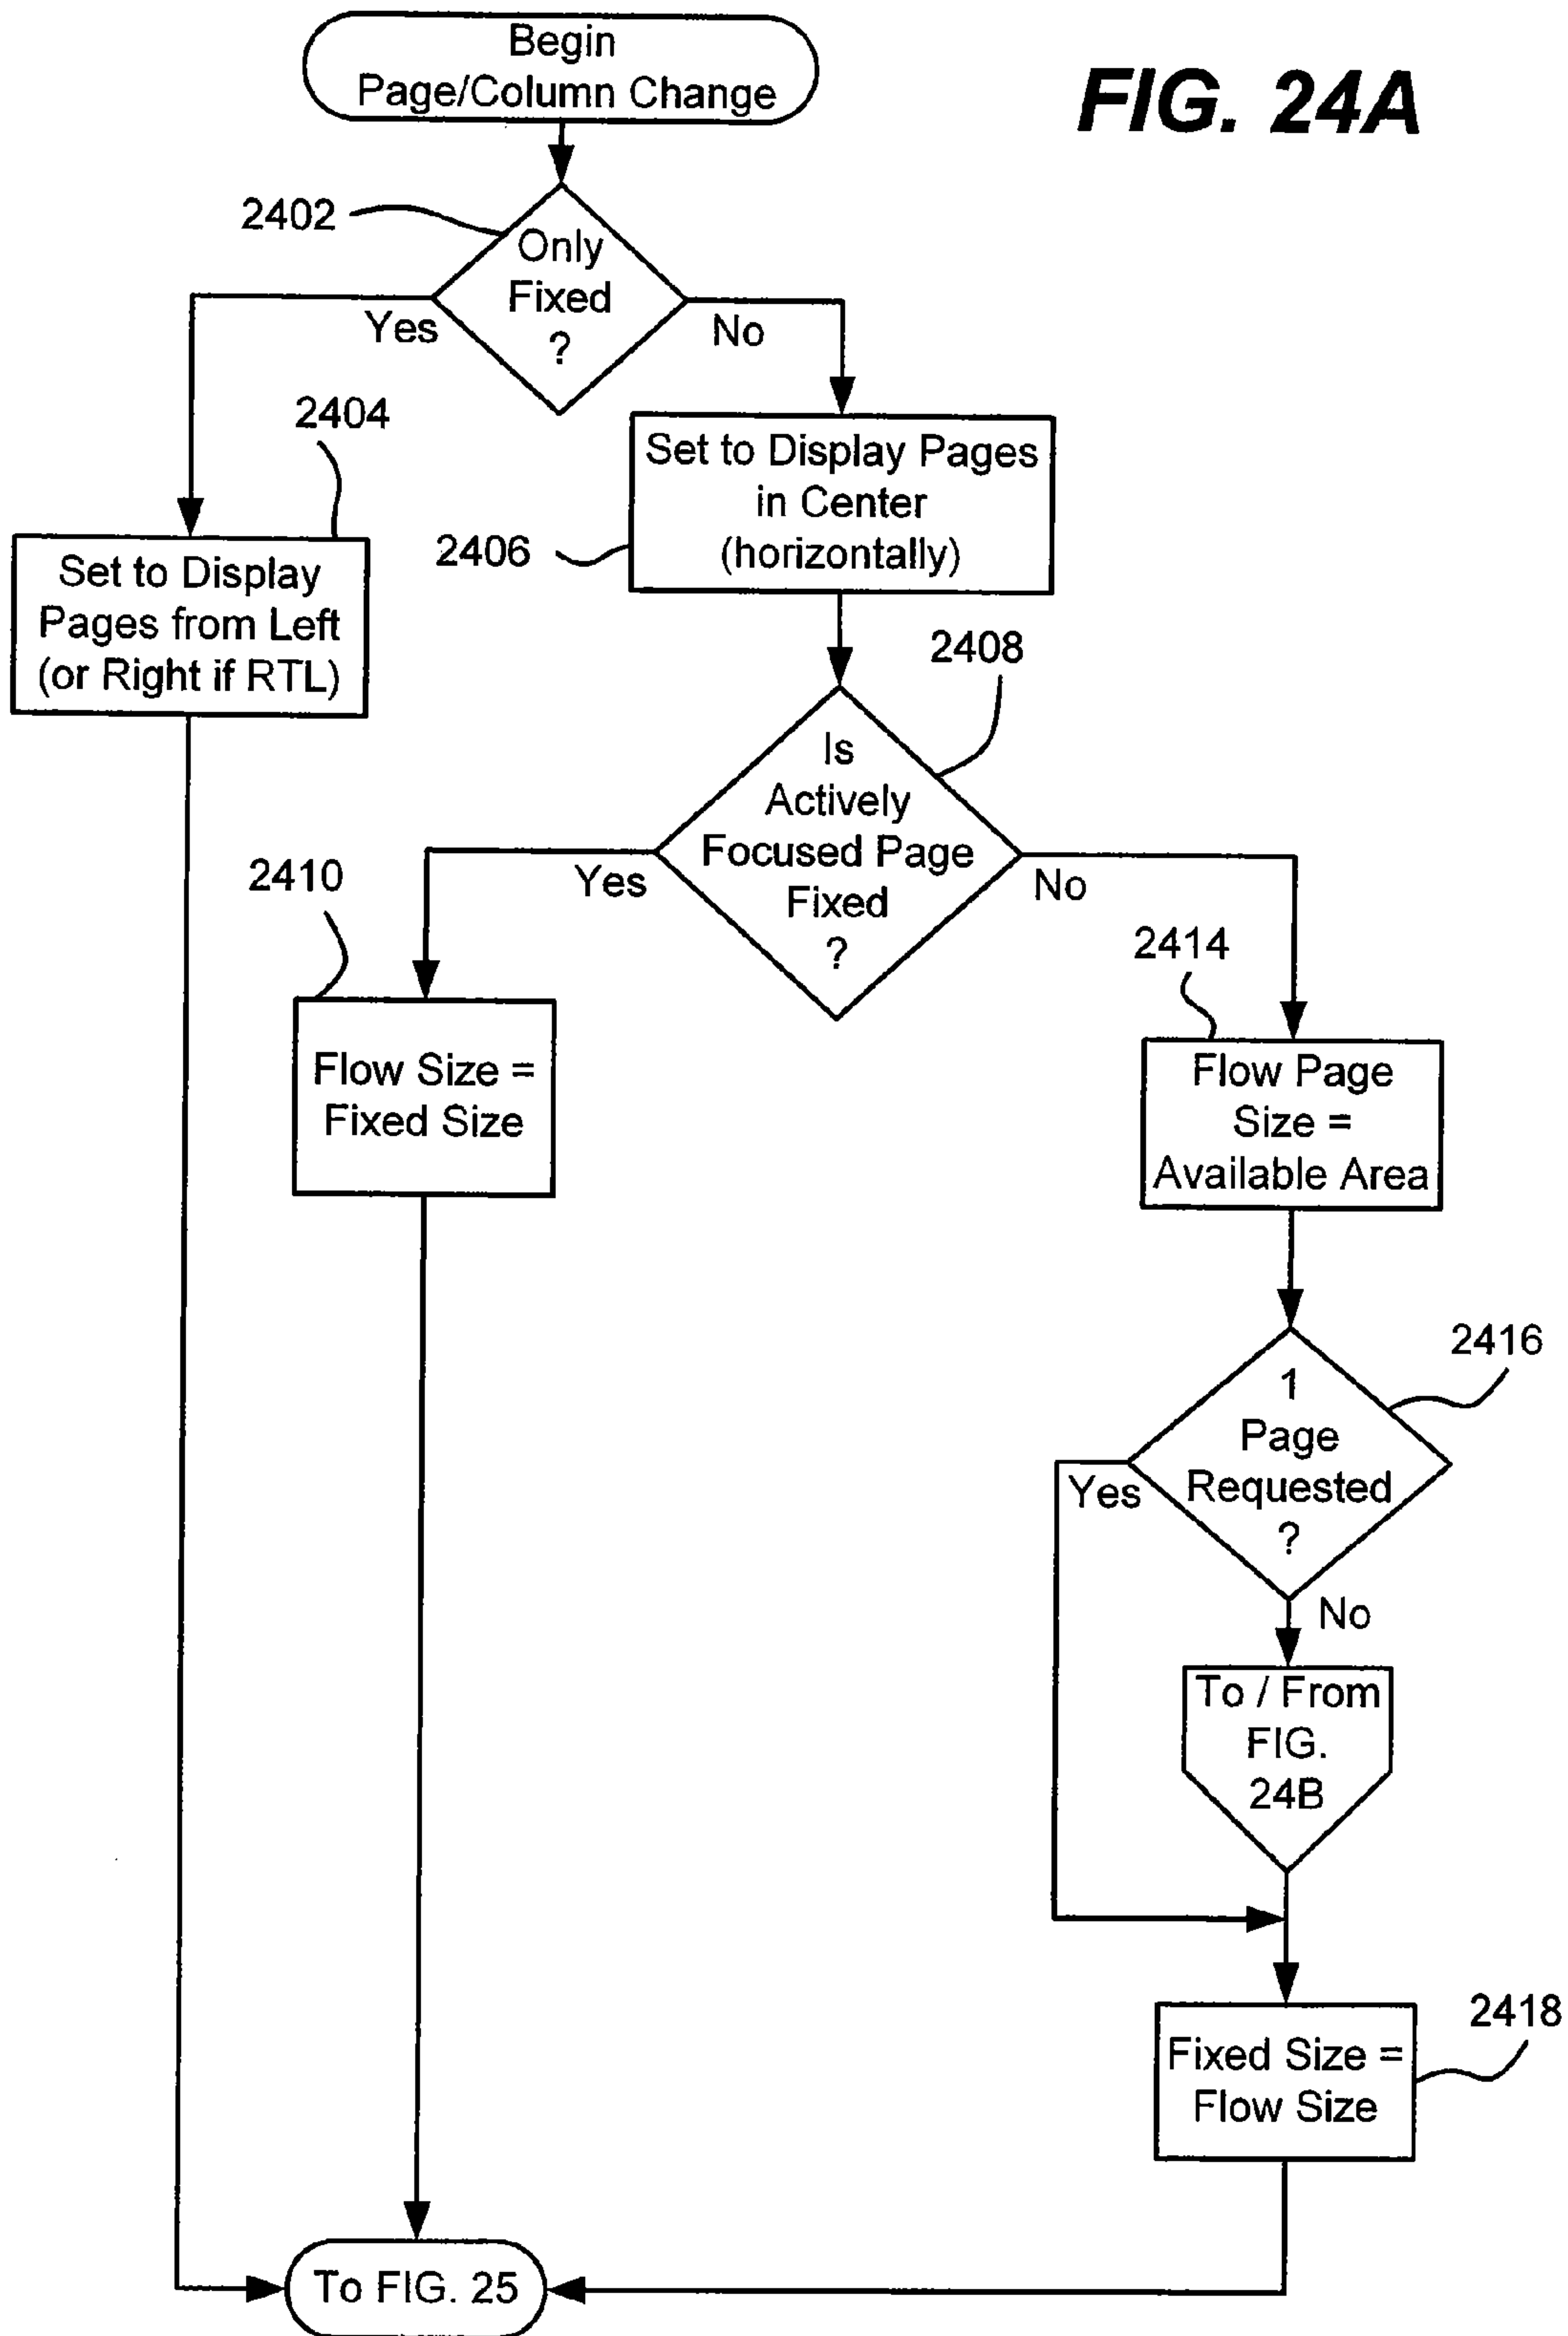 Begin
Page/Column Change
FIG. 24A
2402
Only
Fixed
?
Yes
No
2404
Set to Display
Pages from Left
(or Right if RTL)
Set to Display Pages
in Center
(horizontally)
2406
2408
Is
Actively
Focused Page
Fixed
?
Yes
No
2410
Flow Size =
Fixed Size
2414
Flow Page
Size =
Available Area
2416
1
Page
Requested
?
Yes
No
To / From
FIG.
24B
2418
Fixed Size =
Flow Size
To FIG. 25